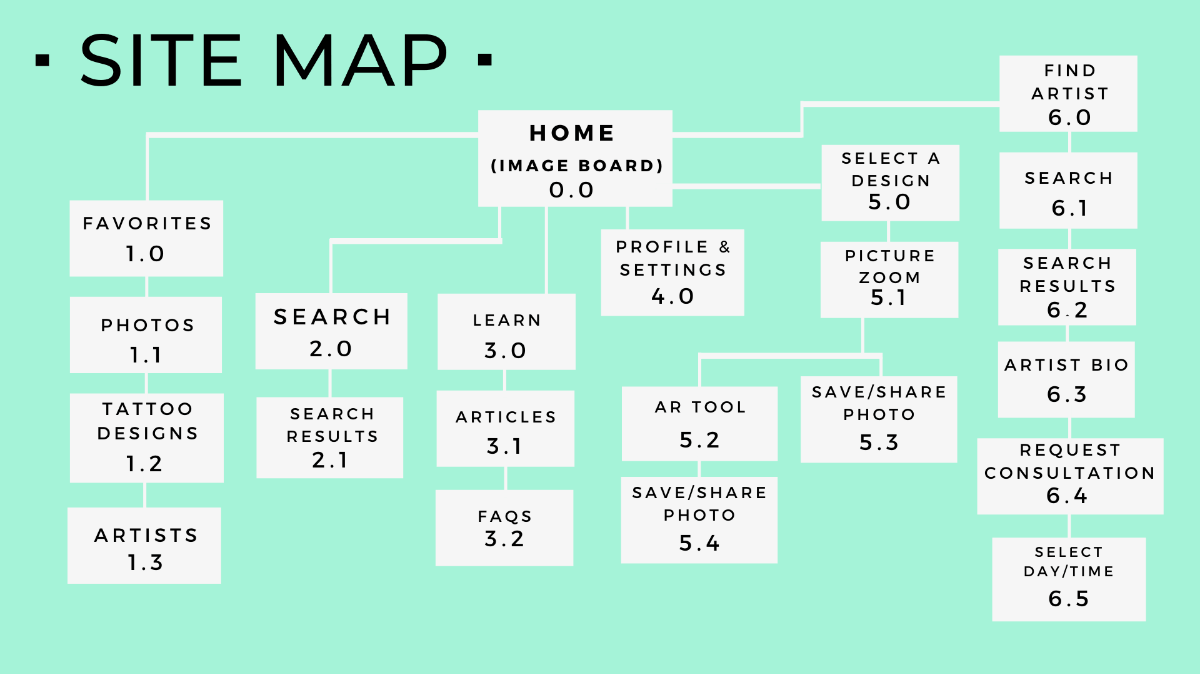 ▪ SITE MAP ▪
HOME
(IMAGE BOARD)
0.0
FAVORITES
1.0
PHOTOS
1.1
TATTOO
DESIGNS
1.2
ARTISTS
1.3
SEARCH
2.0
SEARCH
RESULTS
2.1
LEARN
3.0
ARTICLES
3.1
FAQS
3.2
PROFILE &
SETTINGS
4.0
SELECT A
DESIGN
5.0
PICTURE
ZOOM
5.1
AR TOOL
5.2
SAVE/SHARE
PHOTO
5.3
SAVE/SHARE
PHOTO
5.4
FIND
ARTIST
6.0
SEARCH
6.1
SEARCH
RESULTS
6.2
ARTIST BIO
6.3
REQUEST
CONSULTATION
6.4
SELECT
DAY/TIME
6.5